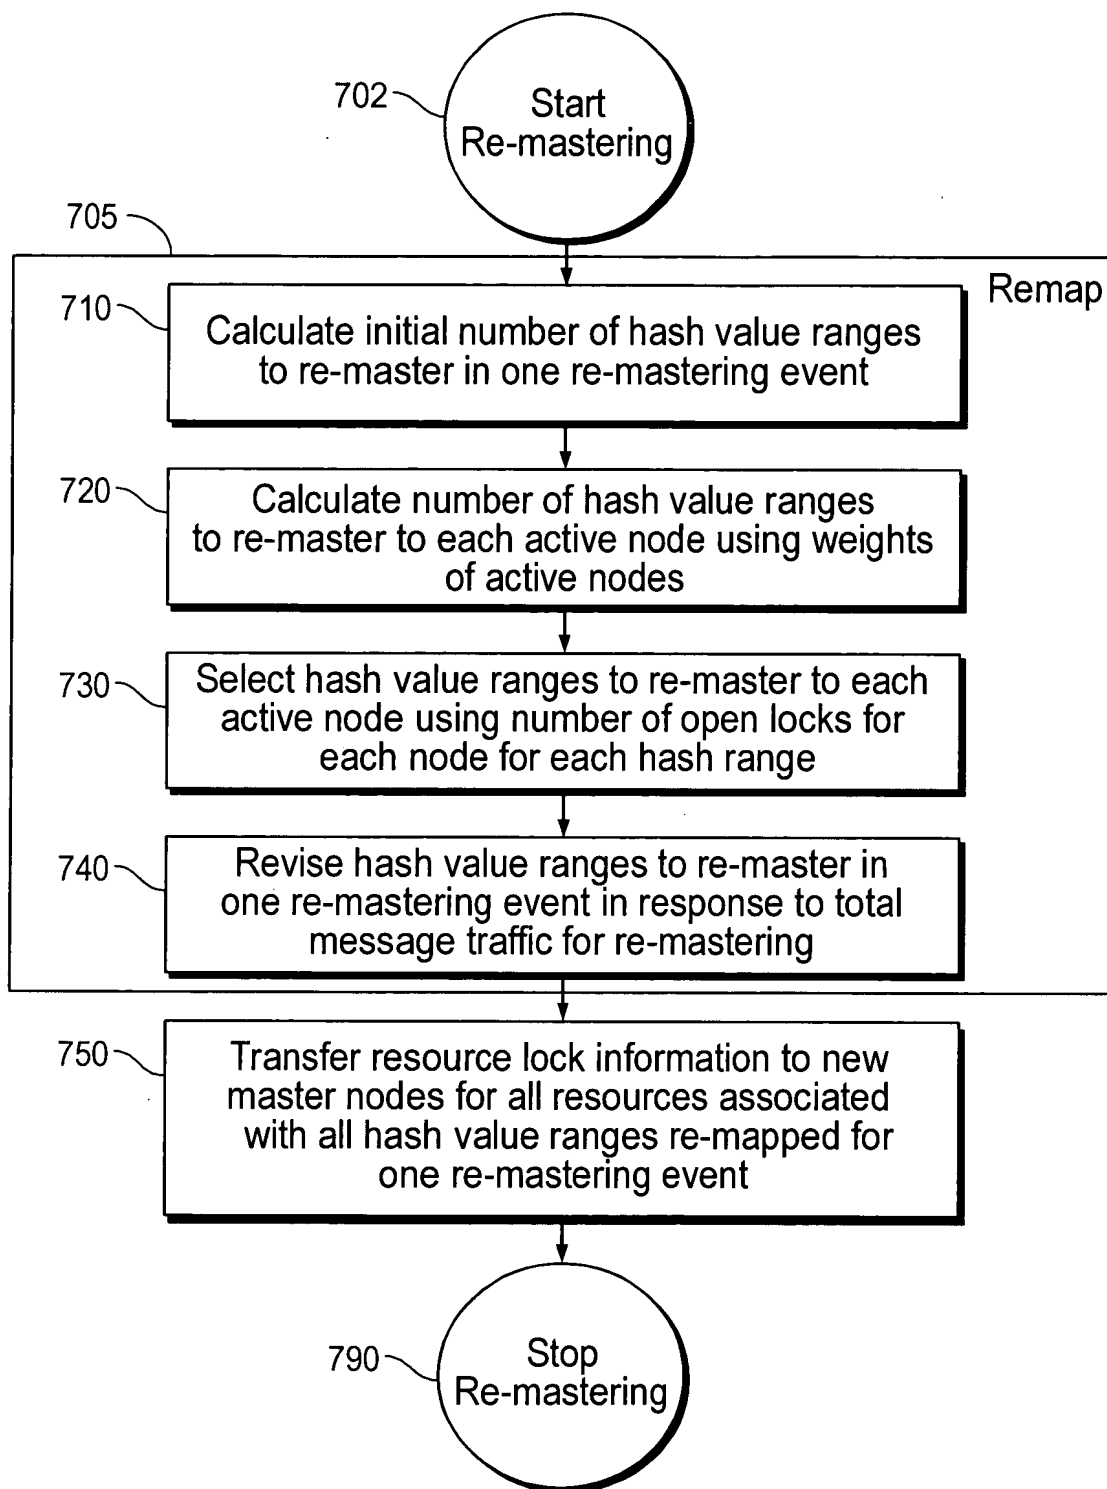 702
Start
Re-mastering
705
Remap
710
Calculate initial number of hash value ranges
to re-master in one re-mastering event
720
Calculate number of hash value ranges
to re-master to each active node using weights
of active nodes
730
Select hash value ranges to re-master to each
active node using number of open locks for
each node for each hash range
740
Revise hash value ranges to re-master in
one re-mastering event in response to total
message traffic for re-mastering
750
Transfer resource lock information to new
master nodes for all resources associated
with all hash value ranges re-mapped for
one re-mastering event
790
Stop
Re-mastering